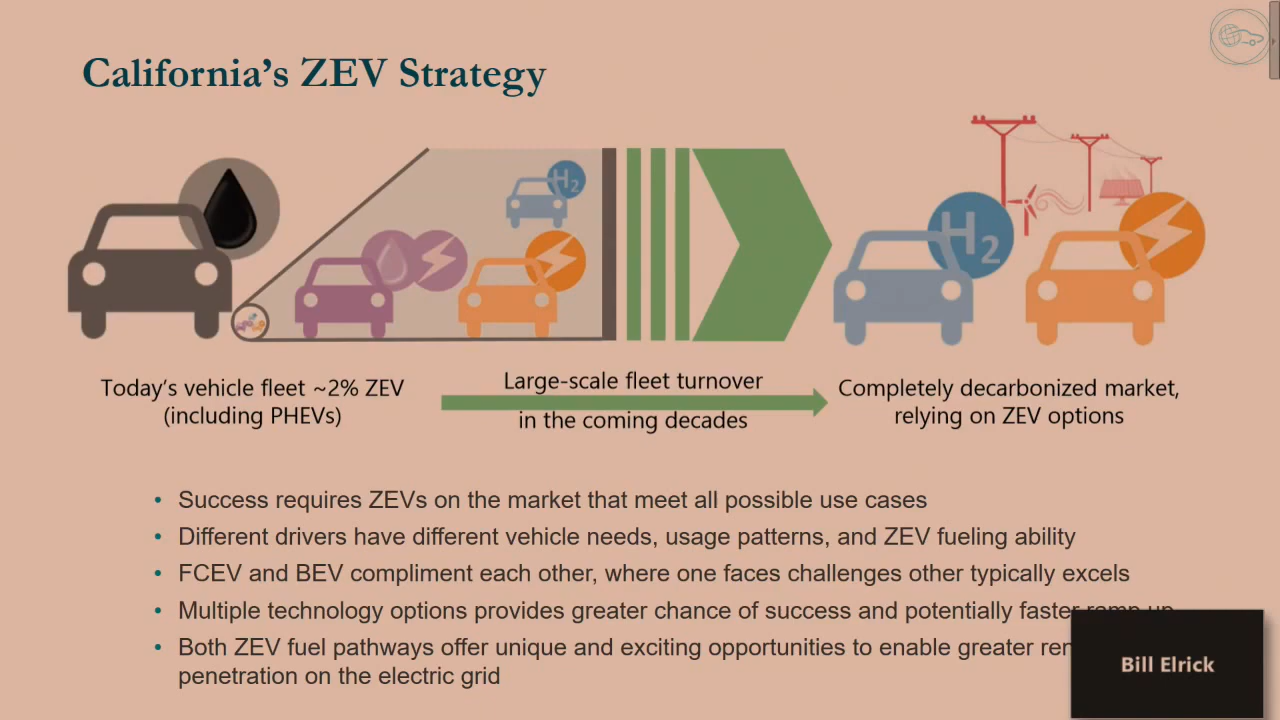 California's ZEV Strategy
H2
H2
Today's vehicle fleet ~2% ZEV
(including PHEVs)
Large-scale fleet turnover
in the coming decades
Completely decarbonized market,
relying on ZEV options
• Success requires ZEVs on the market that meet all possible use cases
• Different drivers have different vehicle needs, usage patterns, and ZEV fueling ability
• FCEV and BEV compliment each other, where one faces challenges other typically excels
• Multiple technology options provides greater chance of success and potentially faster ramp up
• Both ZEV fuel pathways offer unique and exciting opportunities to enable greater
penetration on the electric grid
Bill Elrick